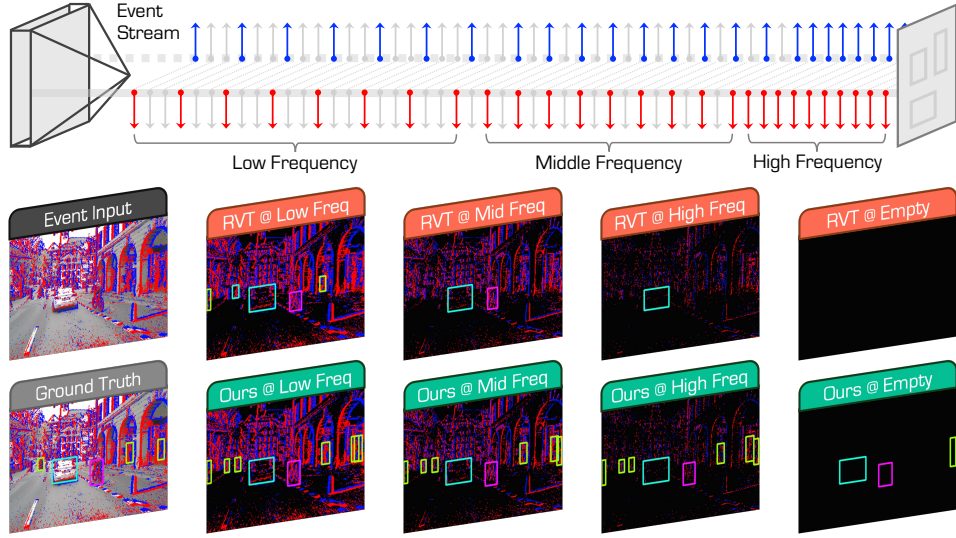 Event
Stream
Low Frequency
Middle Frequency
High Frequency
Event Input
RVT @ Low Freq
RVT @ Mid Freq
RVT @ High Freq
RVT @ Empty
Ground Truth
Ours @ Low Freq
Ours @ Mid Freq
Ours @ High Freq
Ours @ Empty